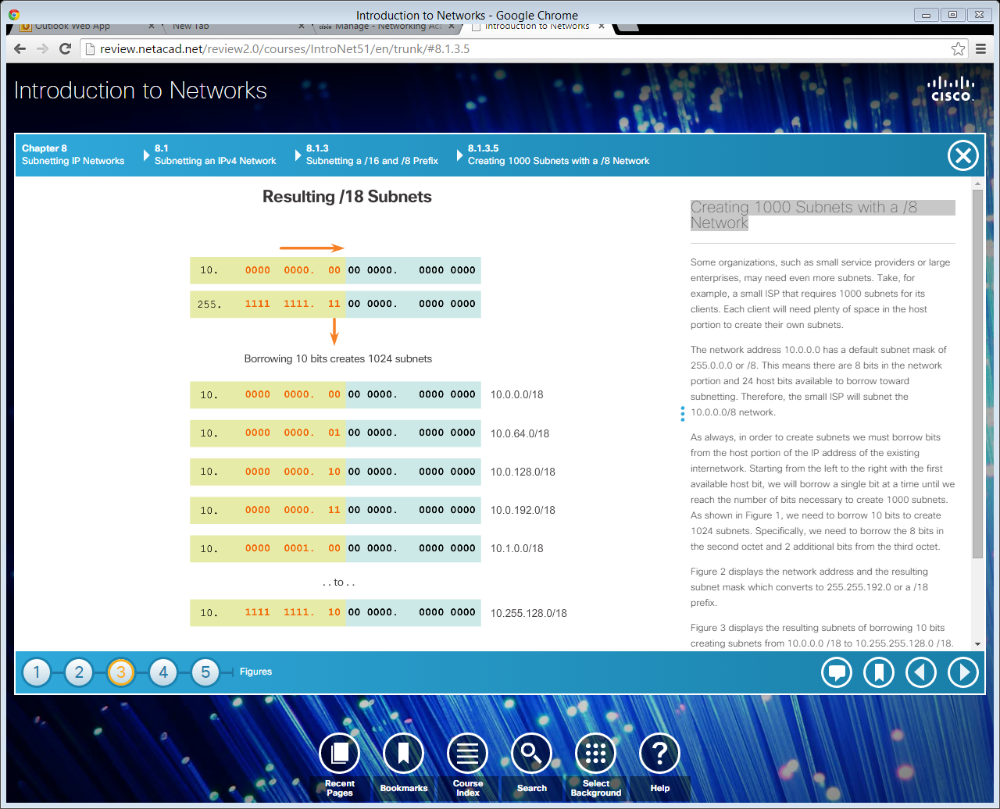 Introduction to Networks - Google Chrome
Outlook Web App
New Tab
Manage - Networking Aca
Introduction to Networks
review.netacad.net/review2.0/courses/IntroNet51/en/trunk/#8.1.3.5
Introduction to Networks
CISCO.
Chapter 8
Subnetting IP Networks
8.1
Subnetting an IPv4 Network
8.1.3
Subnetting a /16 and /8 Prefix
8.1.3.5
Creating 1000 Subnets with a /8 Network
Resulting /18 Subnets
10. 0000 0000. 00 00 0000. 0000 0000
255. 1111 1111. 11 00 0000. 0000 0000
Borrowing 10 bits creates 1024 subnets
10. 0000 0000. 00 00 0000. 0000 0000 10.0.0.0/18
10. 0000 0000. 01 00 0000. 0000 0000 10.0.64.0/18
10. 0000 0000. 10 00 0000. 0000 0000 10.0.128.0/18
10. 0000 0000. 11 00 0000. 0000 0000 10.0.192.0/18
10. 0000 0001. 00 00 0000. 0000 0000 10.1.0.0/18
. . to . .
10. 1111 1111. 10 00 0000. 0000 0000 10.255.128.0/18
Creating 1000 Subnets with a /8
Network
Some organizations, such as small service providers or large
enterprises, may need even more subnets. Take, for
example, a small ISP that requires 1000 subnets for its
clients. Each client will need plenty of space in the host
portion to create their own subnets.
The network address 10.0.0.0 has a default subnet mask of
255.0.0.0 or /8. This means there are 8 bits in the network
portion and 24 host bits available to borrow toward
subnetting. Therefore, the small ISP will subnet the
10.0.0.0/8 network.
As always, in order to create subnets we must borrow bits
from the host portion of the IP address of the existing
internetwork. Starting from the left to the right with the first
available host bit, we will borrow a single bit at a time until we
reach the number of bits necessary to create 1000 subnets.
As shown in Figure 1, we need to borrow 10 bits to create
1024 subnets. Specifically, we need to borrow the 8 bits in
the second octet and 2 additional bits from the third octet.
Figure 2 displays the network address and the resulting
subnet mask which converts to 255.255.192.0 or a /18
prefix.
Figure 3 displays the resulting subnets of borrowing 10 bits
creating subnets from 10.0.0.0 /18 to 10.255.255.128.0 /18.
1 2 3 4 5 Figures
Recent
Pages
Bookmarks
Course
Index
Search
Select
Background
?
Help